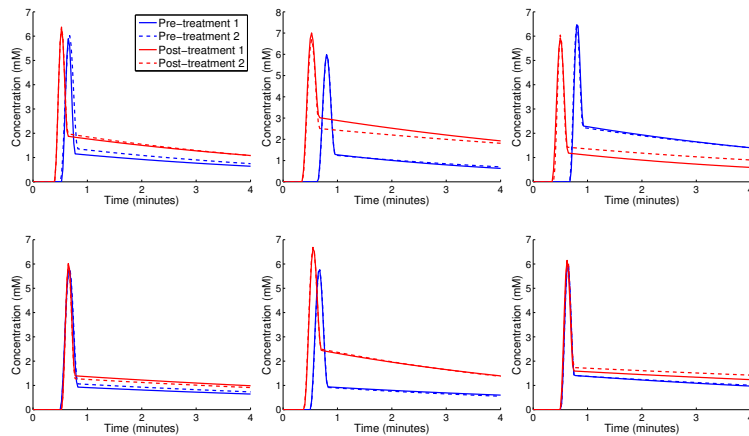 7
6
5
4
3
2
1
0
0 1 2 3 4
Time (minutes)
Concentration (mM)
Pre−treatment 1
Pre−treatment 2
Post−treatment 1
Post−treatment 2
8
7
6
5
4
3
2
1
0
0 1 2 3 4
Time (minutes)
Concentration (mM)
7
6
5
4
3
2
1
0
0 1 2 3 4
Time (minutes)
Concentration (mM)
7
6
5
4
3
2
1
0
0 1 2 3 4
Time (minutes)
Concentration (mM)
7
6
5
4
3
2
1
0
0 1 2 3 4
Time (minutes)
Concentration (mM)
7
6
5
4
3
2
1
0
0 1 2 3 4
Time (minutes)
Concentration (mM)